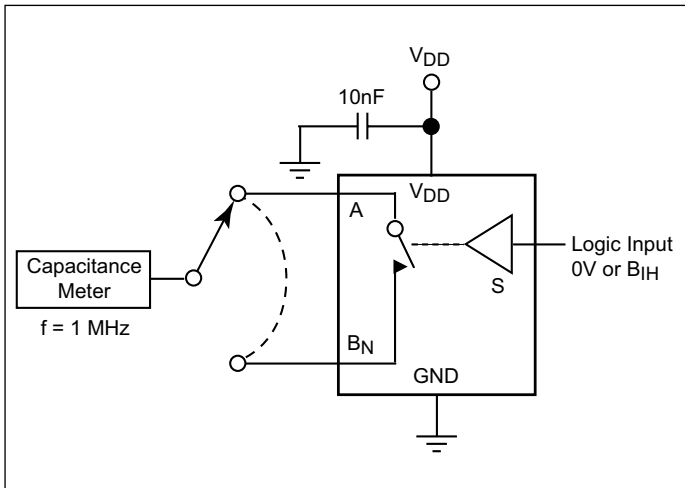 VDD
10nF
VDD
A
Capacitance
Meter
f = 1 MHz
S
Logic Input
0V or BIH
BN
GND